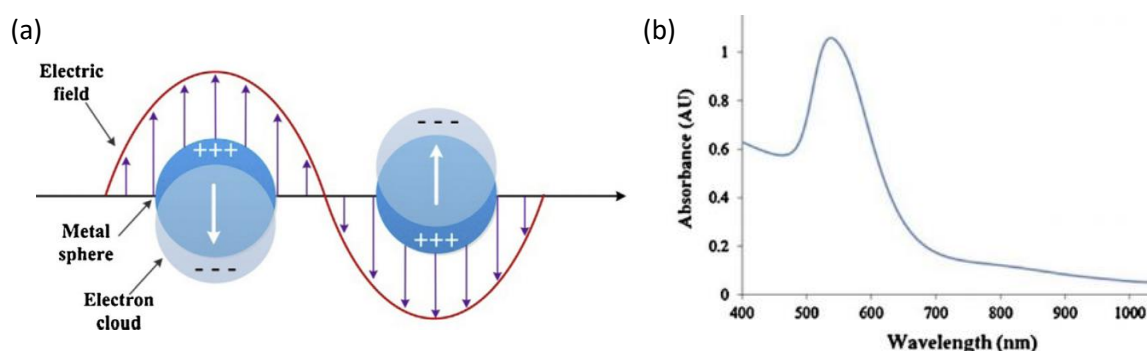 (a)
Electric
field
+++
- - -
Metal
sphere
- - -
Electron
cloud
+++
(b)
Absorbance (AU)
1
0.8
0.6
0.4
0.2
0
400 500 600 700 800 900 1000
Wavelength (nm)